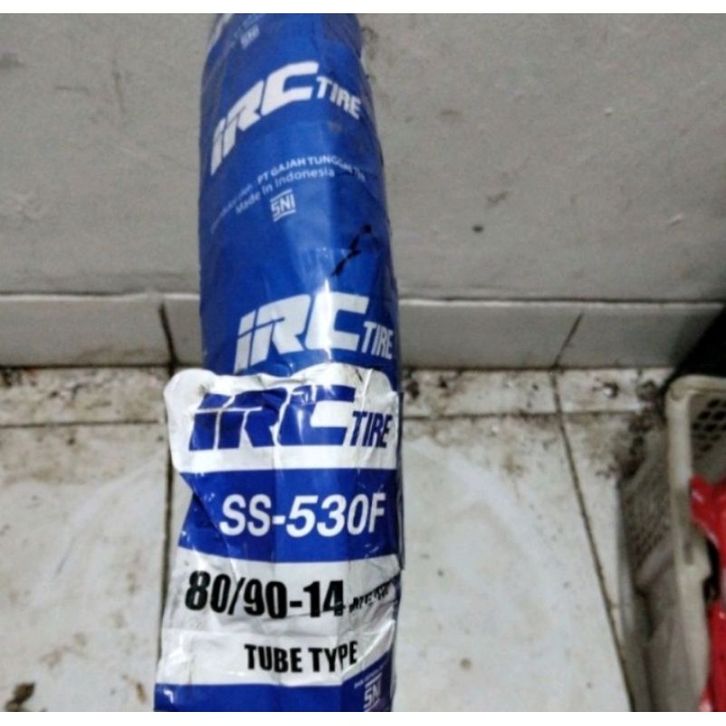 IRC TIRE
PT GAJAH TUNGGAL Tbk
Made In Indonesia
SNI
IRC TIRE
IRC TIRE
SS-530F
80/90-14
TUBE TYPE
SNI